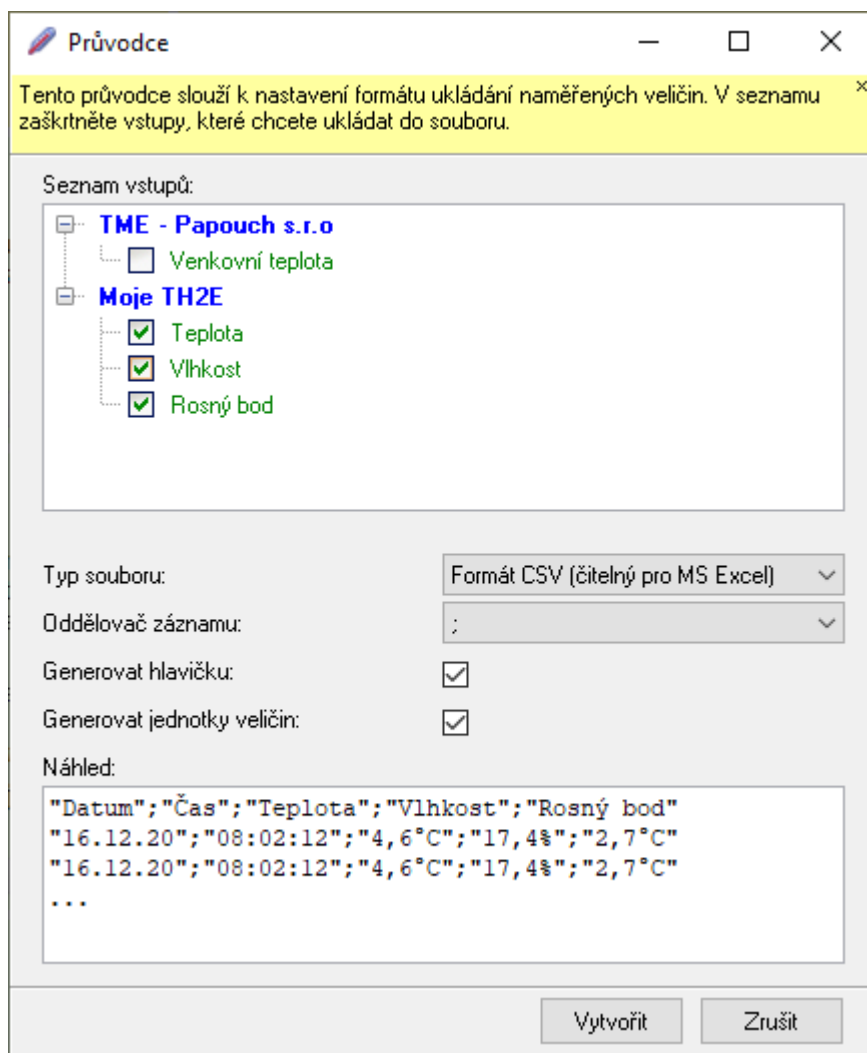 Průvodce
Tento průvodce slouží k nastavení formátu ukládání naměřených veličin. V seznamu
zaškrtněte vstupy, které chcete ukládat do souboru.
Seznam vstupů:
TME - Papouch s.r.o
Venkovní teplota
Moje TH2E
Teplota
Vlhkost
Rosný bod
Typ souboru: Formát CSV (čitelný pro MS Excel)
Oddělovač záznamu: ;
Generovat hlavičku:
Generovat jednotky veličin:
Náhled:
"Datum";"Čas";"Teplota";"Vlhkost";"Rosný bod"
"16.12.20";"08:02:12";"4,6°C";"17,4%";"2,7°C"
"16.12.20";"08:02:12";"4,6°C";"17,4%";"2,7°C"
...
Vytvořit Zrušit